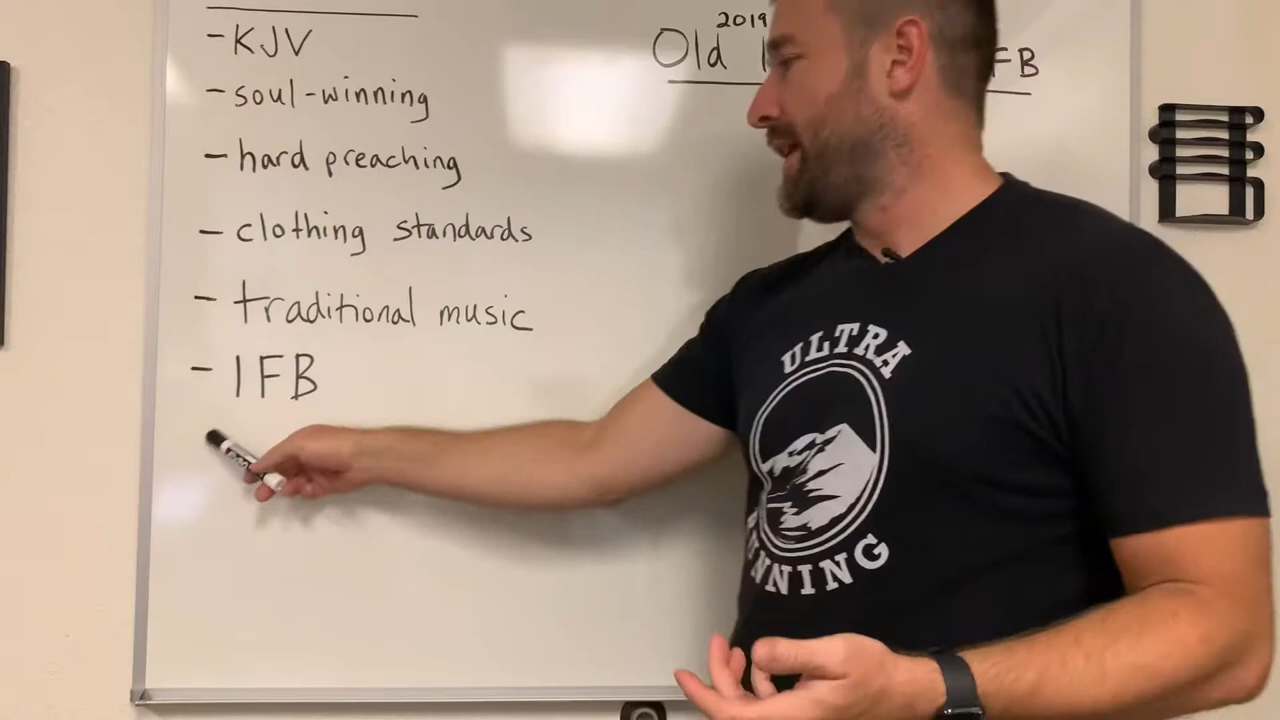 - KJV
- soul-winning
- hard preaching
- clothing standards
- traditional music
- IFB
2019
Old I
FB
ULTRA
NNING